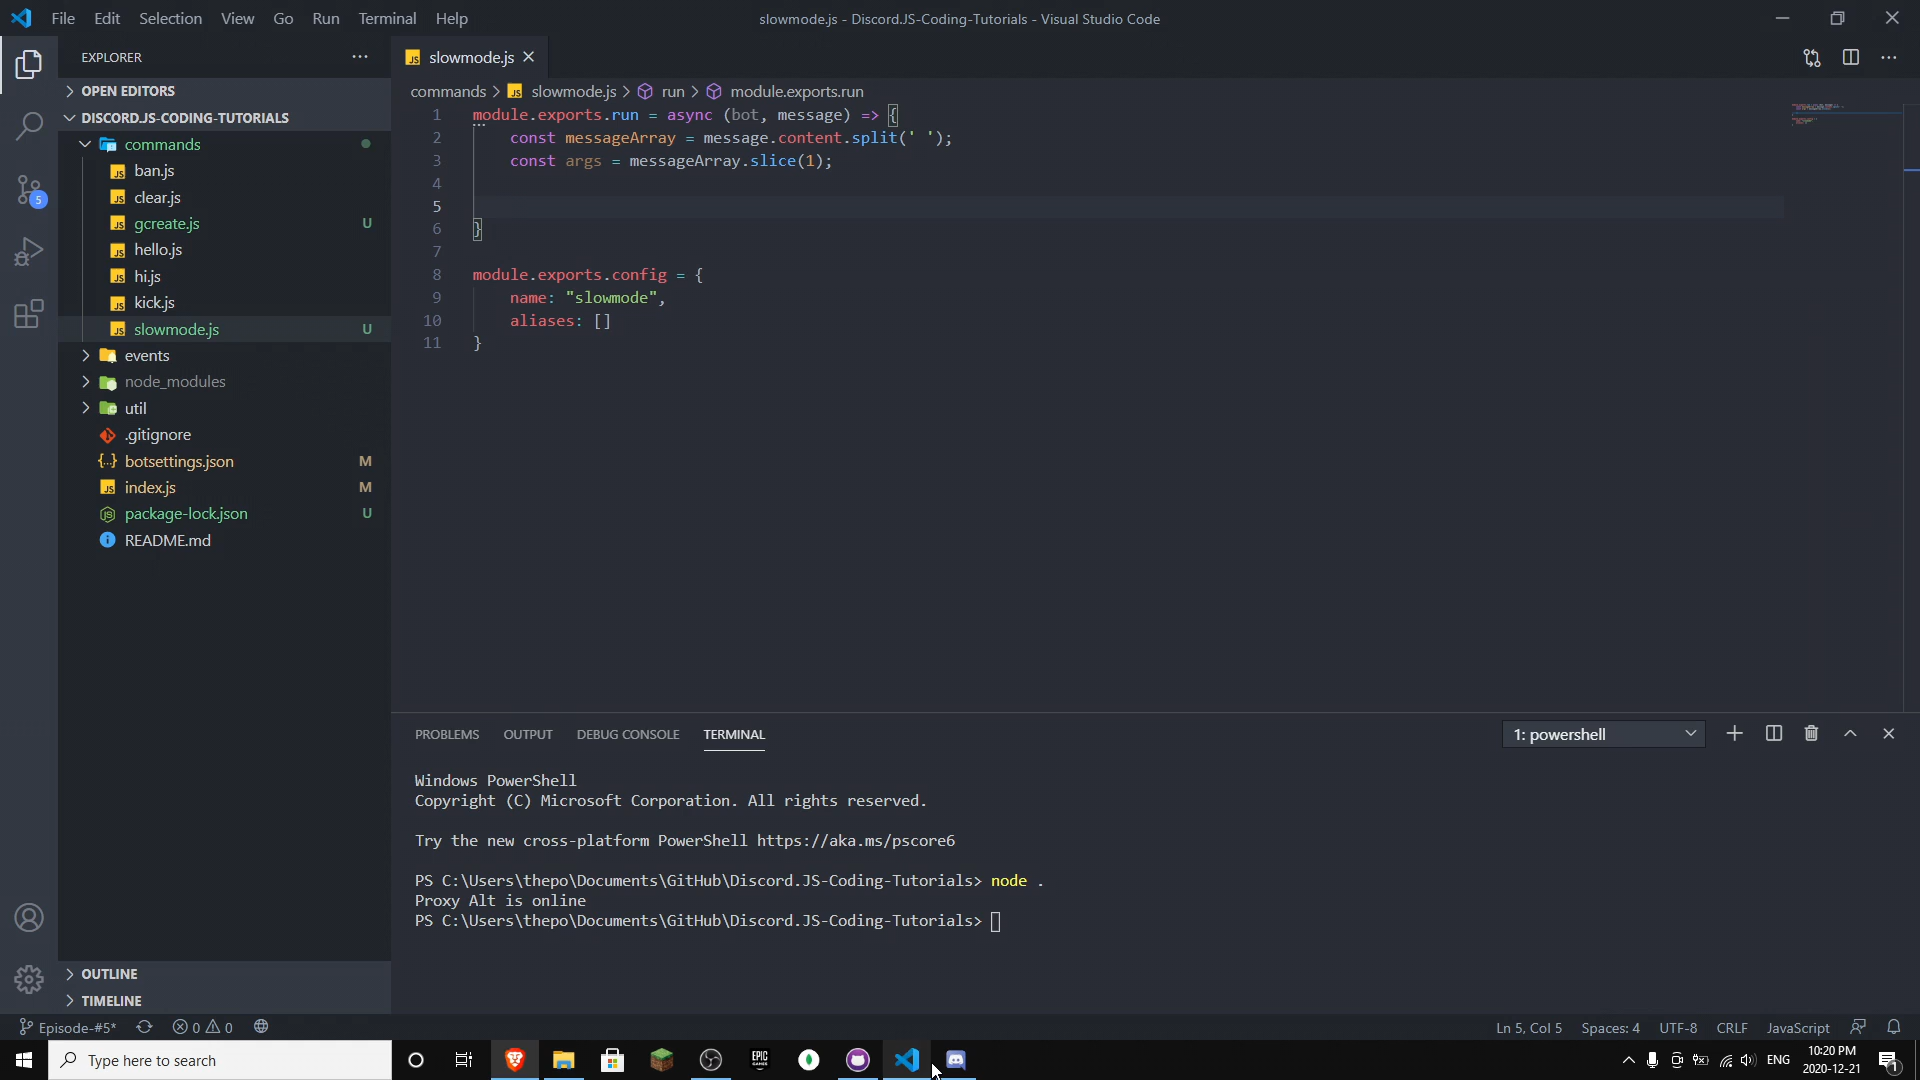 File Edit Selection View Go Run Terminal Help
slowmode.js - Discord.JS-Coding-Tutorials - Visual Studio Code
EXPLORER
OPEN EDITORS
DISCORD.JS-CODING-TUTORIALS
commands
ban.js
clear.js
gcreate.js U
hello.js
hi.js
kick.js
slowmode.js U
events
node_modules
util
.gitignore
botsettings.json M
index.js M
package-lock.json U
README.md
OUTLINE
TIMELINE
5
slowmode.js
commands > slowmode.js > run > module.exports.run
1 module.exports.run = async (bot, message) => {
2 const messageArray = message.content.split(' ');
3 const args = messageArray.slice(1);
4
5
6 }
7
8 module.exports.config = {
9 name: "slowmode",
10 aliases: []
11 }
PROBLEMS OUTPUT DEBUG CONSOLE TERMINAL
1: powershell
Windows PowerShell
Copyright (C) Microsoft Corporation. All rights reserved.
Try the new cross-platform PowerShell https://aka.ms/pscore6
PS C:\Users\thepo\Documents\GitHub\Discord.JS-Coding-Tutorials> node .
Proxy Alt is online
PS C:\Users\thepo\Documents\GitHub\Discord.JS-Coding-Tutorials>
Episode-#5* 0 0
Ln 5, Col 5 Spaces: 4 UTF-8 CRLF JavaScript
Type here to search
EPIC GAMES
ENG
10:20 PM
2020-12-21
1